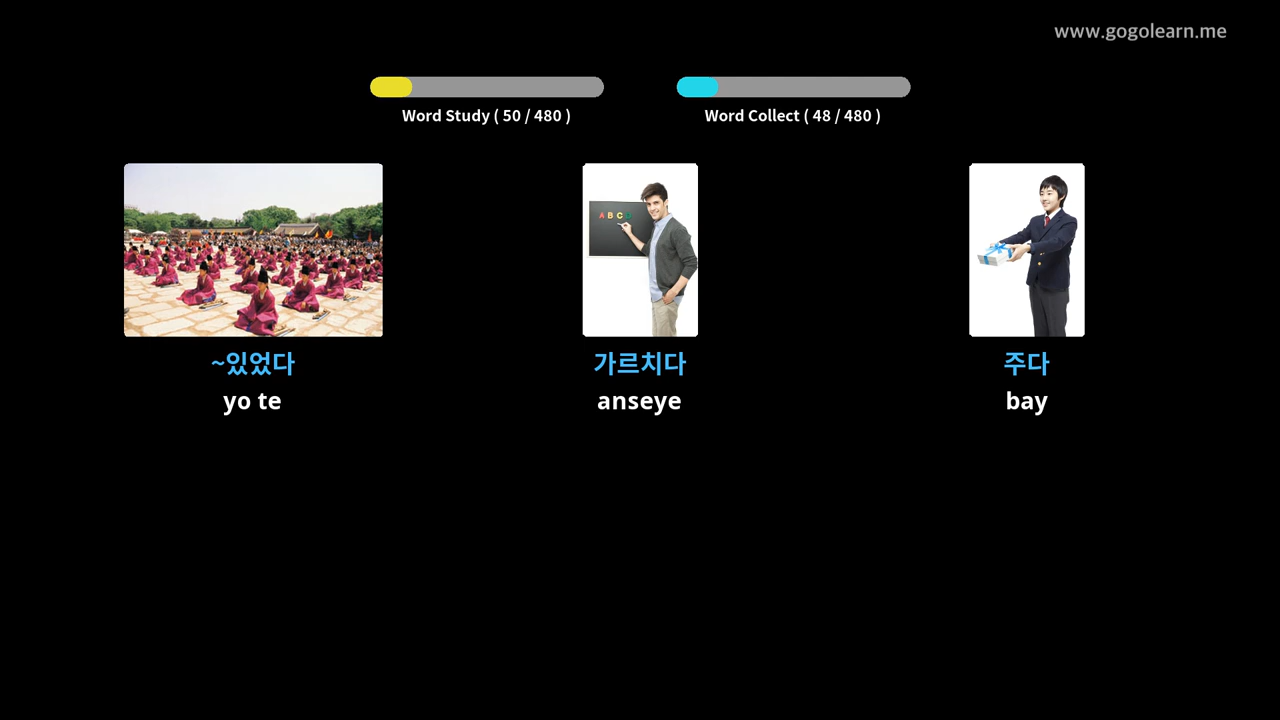 www.gogolearn.me
Word Study ( 50 / 480 )
Word Collect ( 48 / 480 )
A B C D
~있었다
가르치다
주다
yo te
anseye
bay